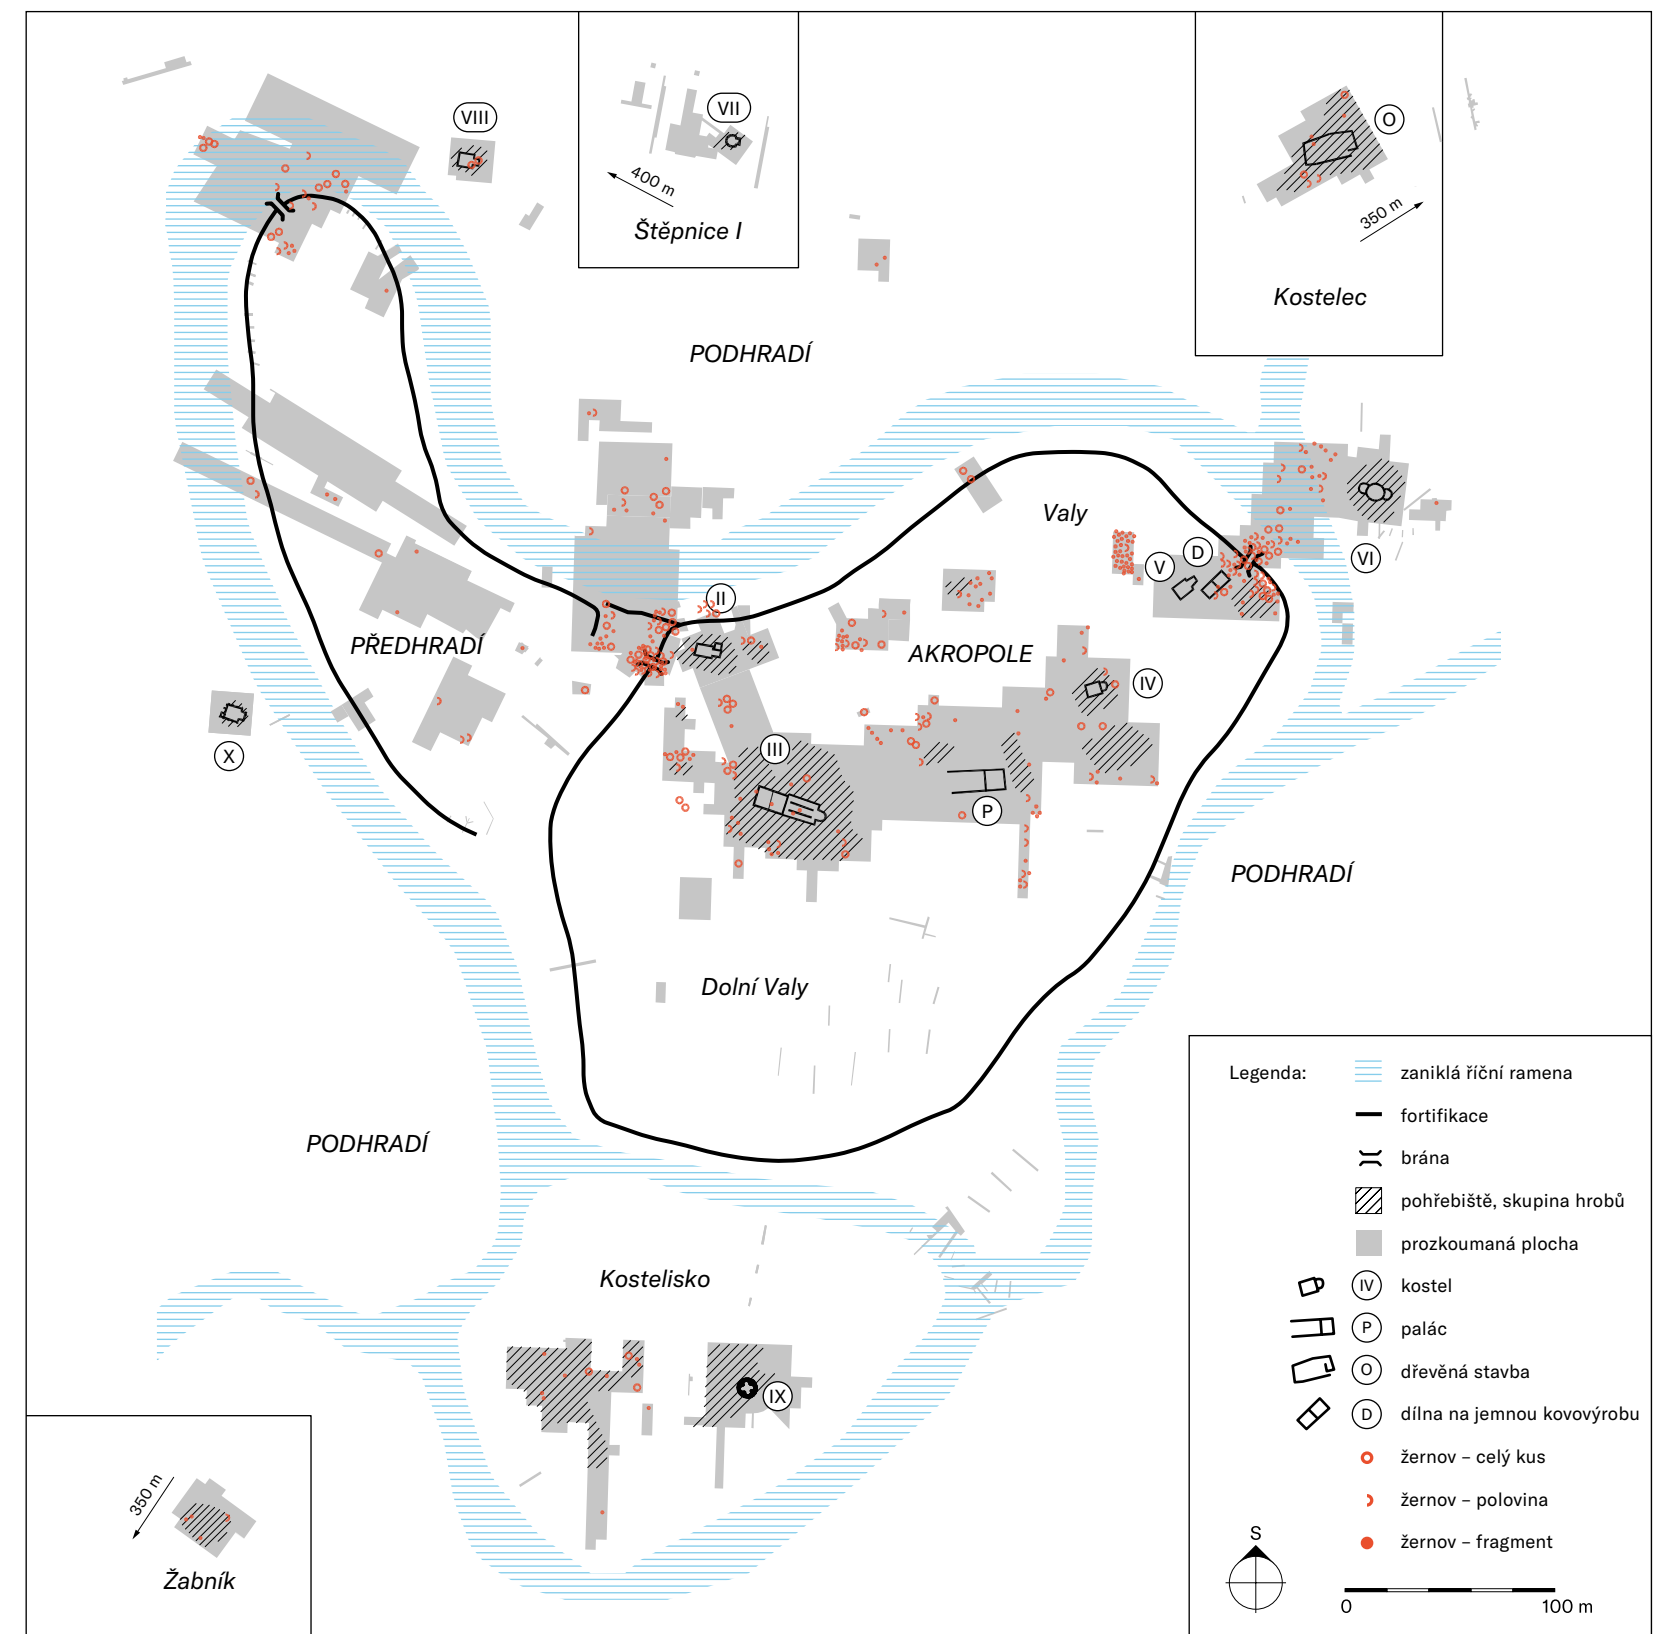 VIII
VII
400 m
Štěpnice I
O
350 m
Kostelec
PODHRADÍ
Valy
V
D
VI
II
PŘEDHRADÍ
AKROPOLE
IV
X
III
P
PODHRADÍ
Dolní Valy
PODHRADÍ
Kostelisko
IX
350 m
Žabník
Legenda:
zaniklá říční ramena
fortifikace
brána
pohřebiště, skupina hrobů
prozkoumaná plocha
IV kostel
P palác
O dřevěná stavba
D dílna na jemnou kovovýrobu
žernov – celý kus
žernov – polovina
žernov – fragment
S
0 100 m